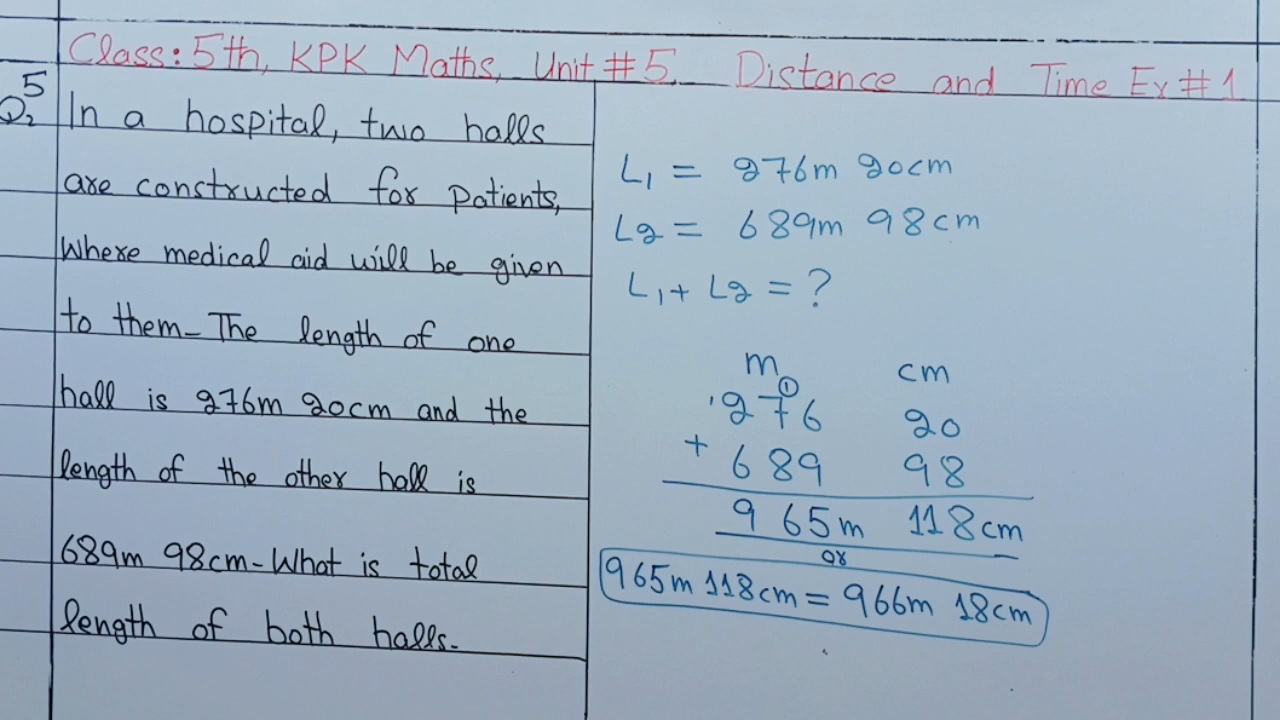 Class: 5th, KPK Maths, Unit # 5. Distance and Time Ex # 1
5
Q2 In a hospital, two halls
are constructed for patients,
Where medical aid will be given
to them- The length of one
hall is 276m 20cm and the
length of the other hall is
689m 98cm- What is total
length of both halls.
L1 = 276m 20cm
L2 = 689m 98cm
L1 + L2 = ?
m cm
1 1
276 20
+ 689 98
965m 118cm
or
965m 118cm = 966m 18cm